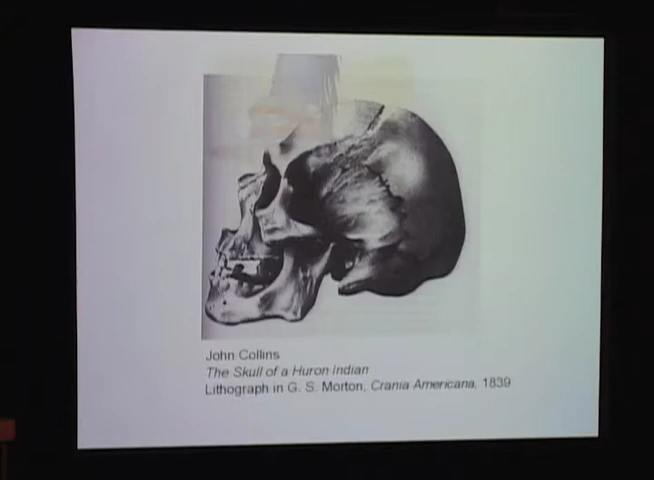 John Collins
The Skull of a Huron Indian
Lithograph in G. S. Morton, Crania Americana, 1839